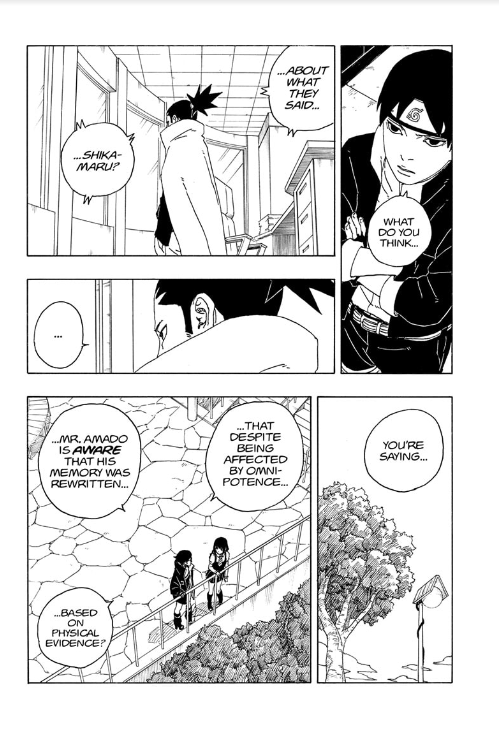 WHAT
DO YOU
THINK...
...ABOUT
WHAT
THEY
SAID...
...SHIKA-
MARU?
...
YOU'RE
SAYING...
...THAT
DESPITE
BEING
AFFECTED
BY OMNI-
POTENCE...
...MR. AMADO
IS AWARE
THAT HIS
MEMORY WAS
REWRITTEN...
...BASED
ON
PHYSICAL
EVIDENCE?